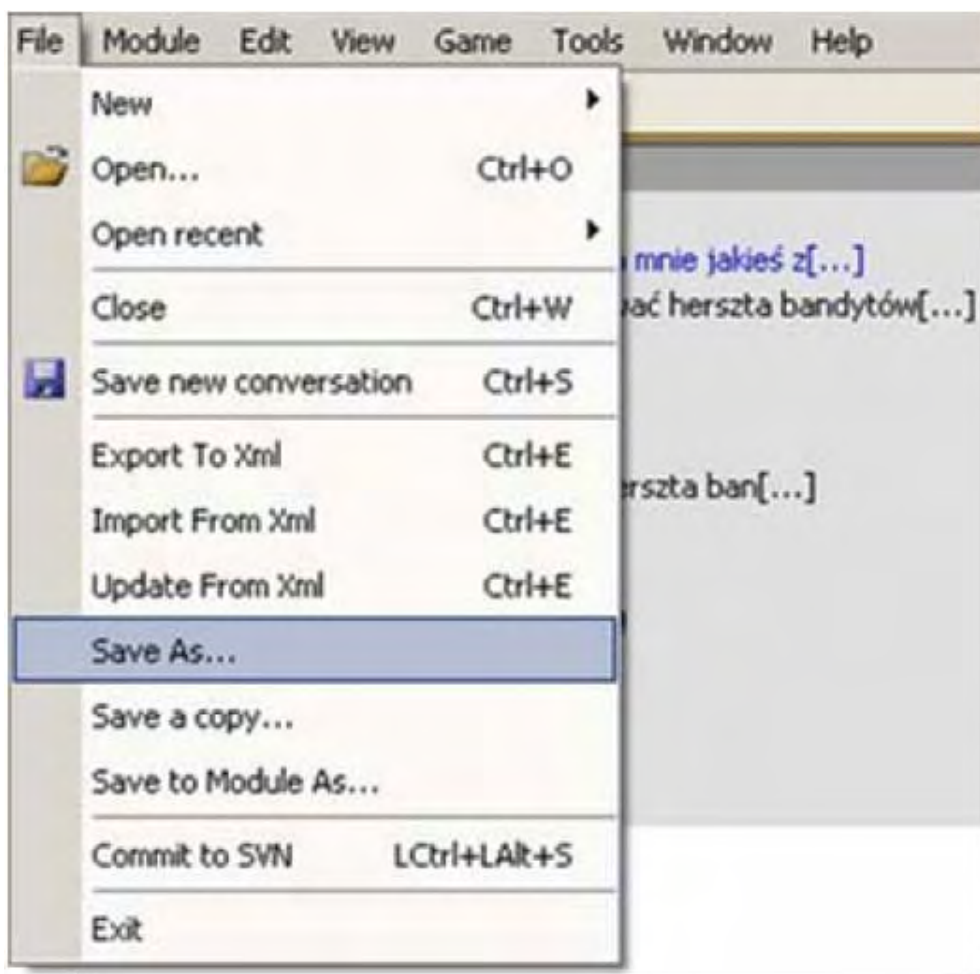 File Module Edit View Game Tools Window Help
New
Open... Ctrl+O
Open recent
mnie jakieś z[...]
Close Ctrl+W
herszta bandytów[...]
Save new conversation Ctrl+S
Export To Xml Ctrl+E
ban[...]
Import From Xml Ctrl+E
Update From Xml Ctrl+E
Save As...
Save a copy...
Save to Module As...
Commit to SVN LCtrl+LAlt+S
Exit